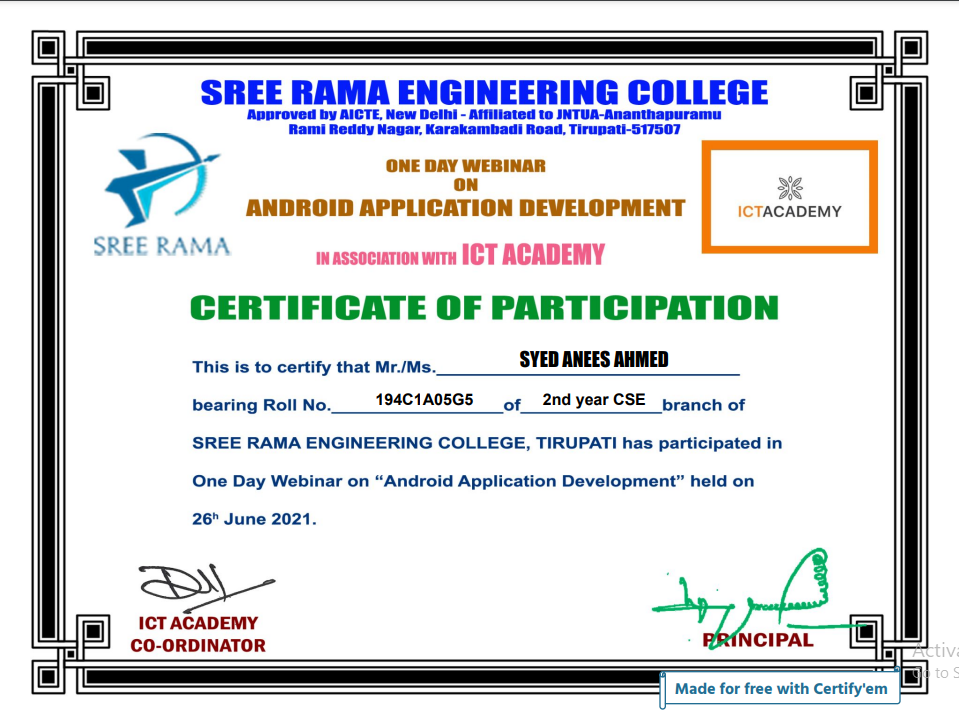 SREE RAMA ENGINEERING COLLEGE
Approved by AICTE, New Delhi - Affiliated to JNTUA-Ananthapuramu
Rami Reddy Nagar, Karakambadi Road, Tirupati-517507
ONE DAY WEBINAR
ON
ANDROID APPLICATION DEVELOPMENT
SREE RAMA
ICTACADEMY
IN ASSOCIATION WITH ICT ACADEMY
CERTIFICATE OF PARTICIPATION
This is to certify that Mr./Ms. SYED ANEES AHMED
bearing Roll No. 194C1A05G5 of 2nd year CSE branch of
SREE RAMA ENGINEERING COLLEGE, TIRUPATI has participated in
One Day Webinar on “Android Application Development” held on
26ʰ June 2021.
ICT ACADEMY
CO-ORDINATOR
PRINCIPAL
Made for free with Certify'em